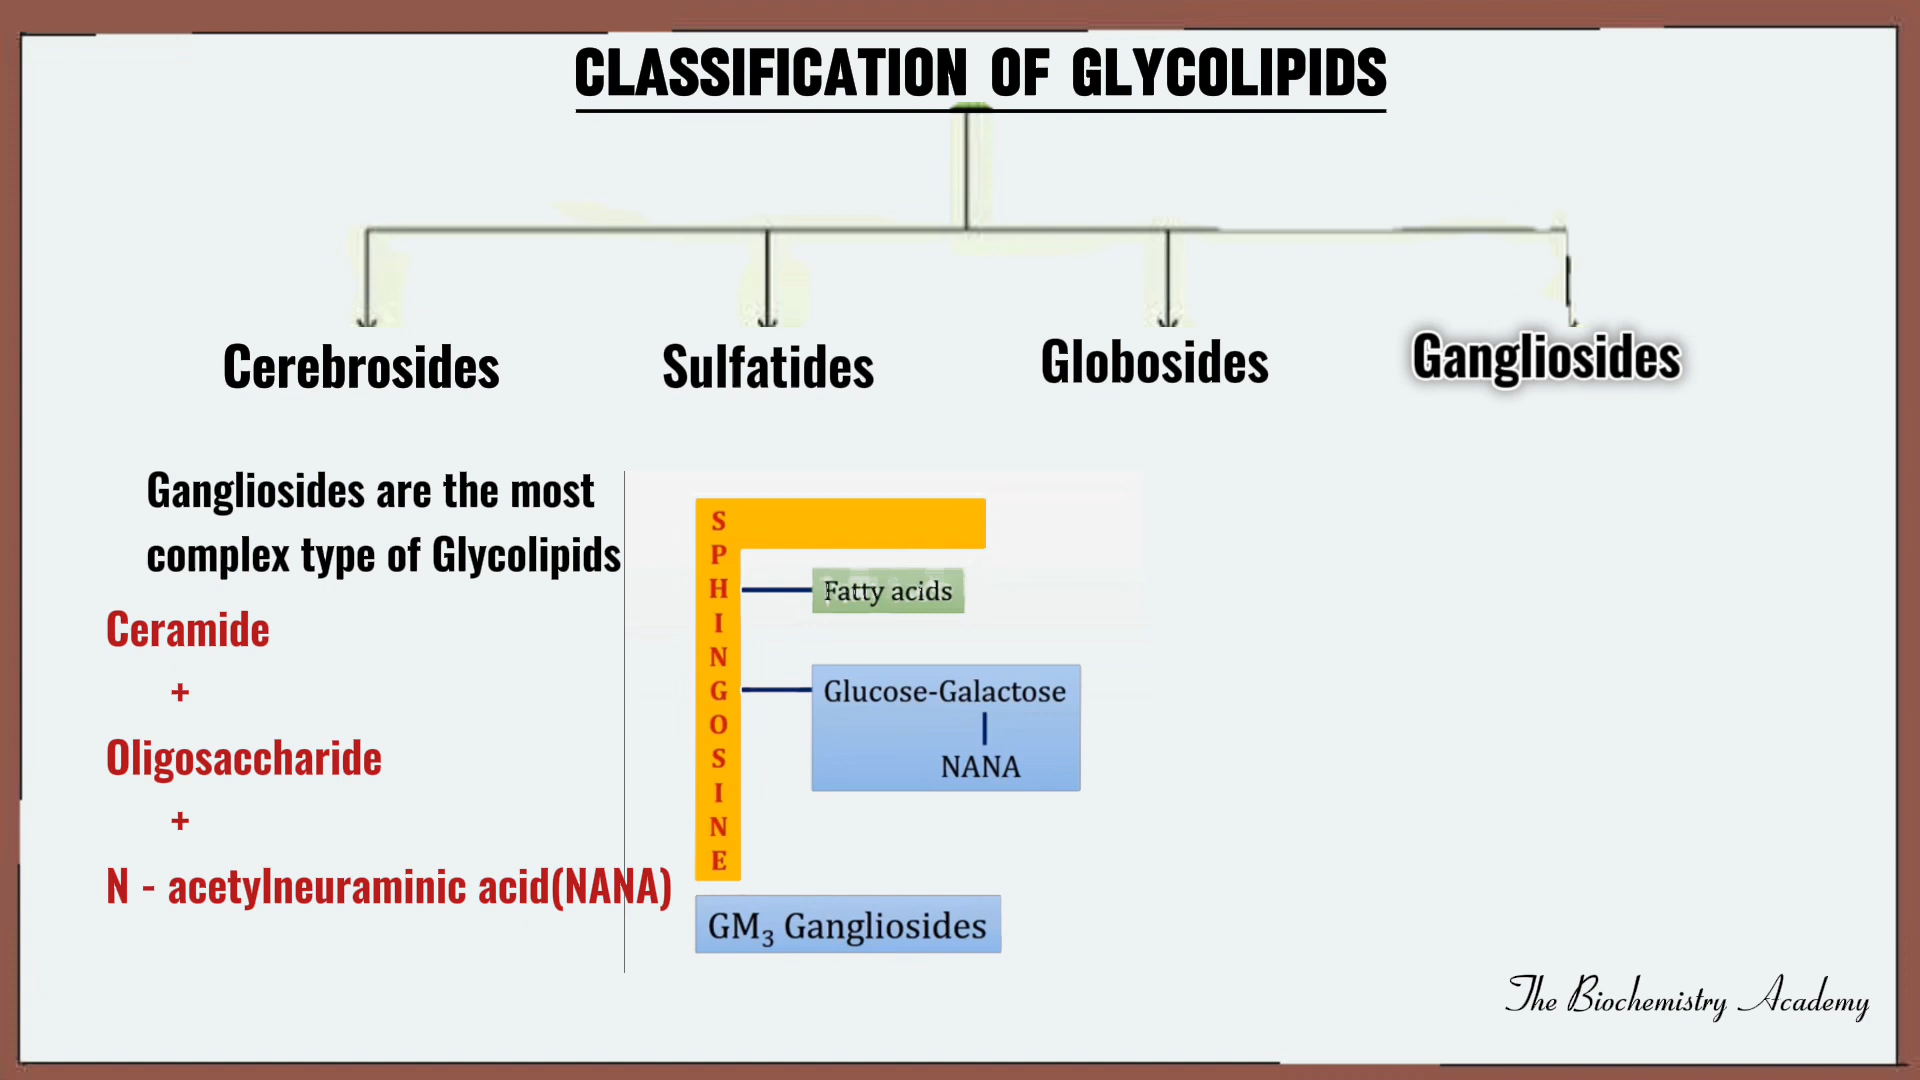 CLASSIFICATION OF GLYCOLIPIDS
Cerebrosides
Sulfatides
Globosides
Gangliosides
Gangliosides are the most
complex type of Glycolipids
Ceramide
+
Oligosaccharide
+
N - acetylneuraminic acid(NANA)
SPHINGOSINE
Fatty acids
Glucose-Galactose
NANA
GM₃ Gangliosides
The Biochemistry Academy